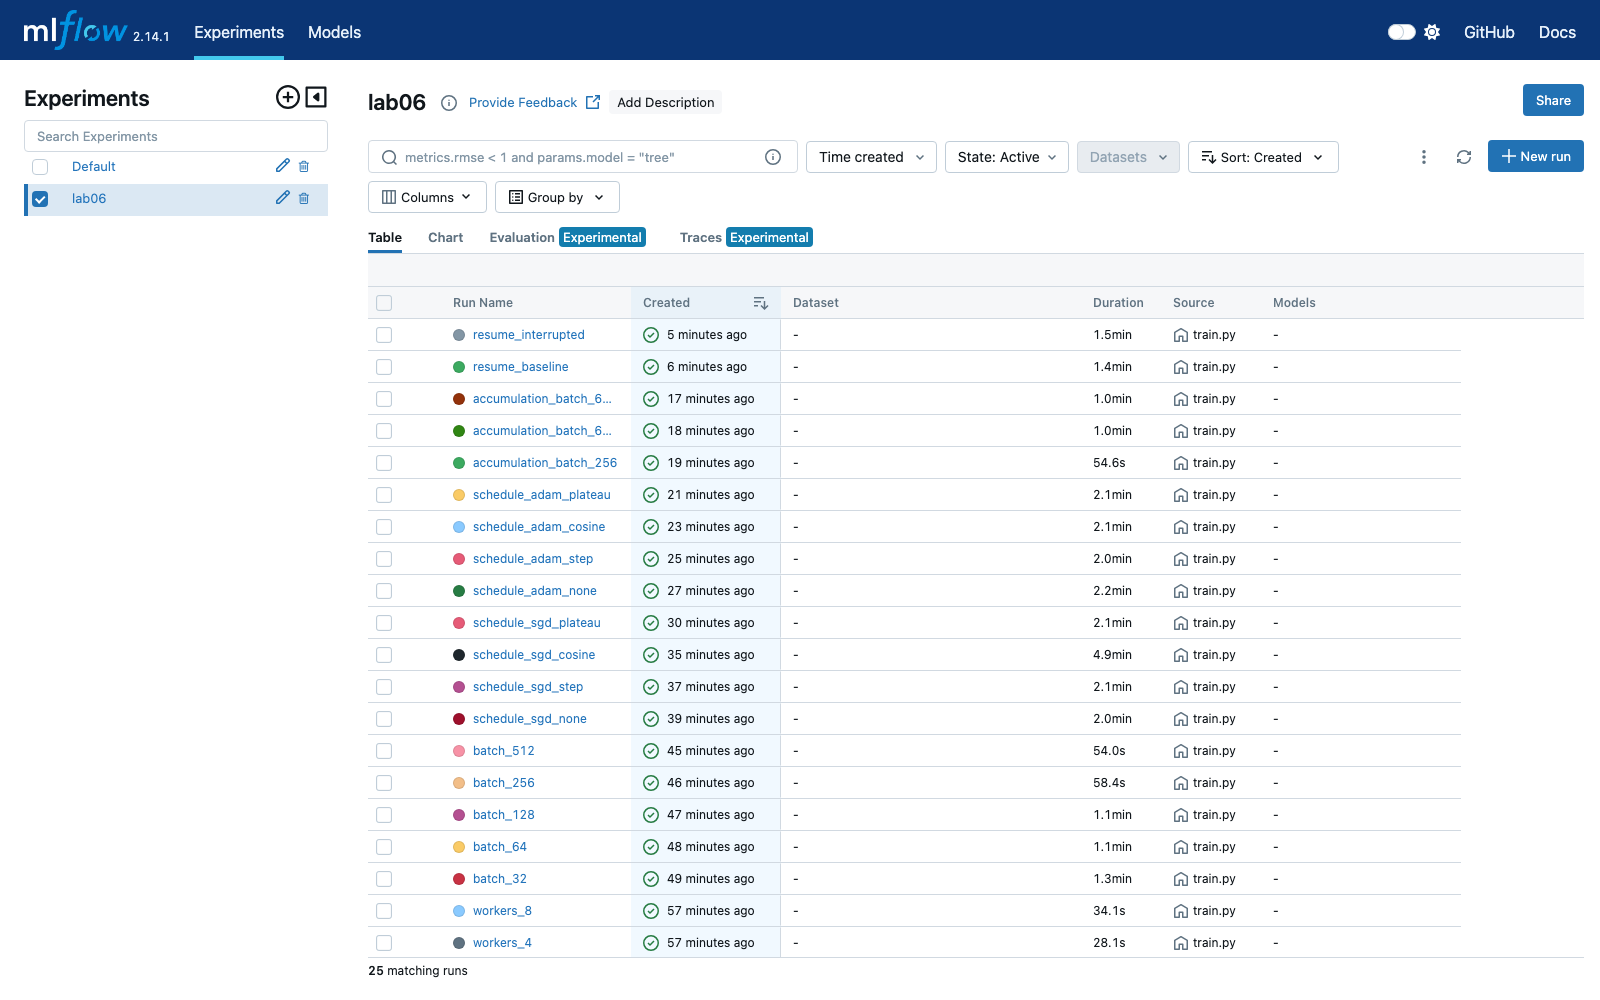 mlflow 2.14.1 Experiments Models GitHub Docs
Experiments
Search Experiments
Default
lab06
lab06 Provide Feedback Add Description Share
metrics.rmse < 1 and params.model = "tree" Time created State: Active Datasets Sort: Created New run
Columns Group by
Table Chart Evaluation Experimental Traces Experimental
Run Name Created Dataset Duration Source Models
resume_interrupted 5 minutes ago - 1.5min train.py -
resume_baseline 6 minutes ago - 1.4min train.py -
accumulation_batch_6... 17 minutes ago - 1.0min train.py -
accumulation_batch_6... 18 minutes ago - 1.0min train.py -
accumulation_batch_256 19 minutes ago - 54.6s train.py -
schedule_adam_plateau 21 minutes ago - 2.1min train.py -
schedule_adam_cosine 23 minutes ago - 2.1min train.py -
schedule_adam_step 25 minutes ago - 2.0min train.py -
schedule_adam_none 27 minutes ago - 2.2min train.py -
schedule_sgd_plateau 30 minutes ago - 2.1min train.py -
schedule_sgd_cosine 35 minutes ago - 4.9min train.py -
schedule_sgd_step 37 minutes ago - 2.1min train.py -
schedule_sgd_none 39 minutes ago - 2.0min train.py -
batch_512 45 minutes ago - 54.0s train.py -
batch_256 46 minutes ago - 58.4s train.py -
batch_128 47 minutes ago - 1.1min train.py -
batch_64 48 minutes ago - 1.1min train.py -
batch_32 49 minutes ago - 1.3min train.py -
workers_8 57 minutes ago - 34.1s train.py -
workers_4 57 minutes ago - 28.1s train.py -
25 matching runs